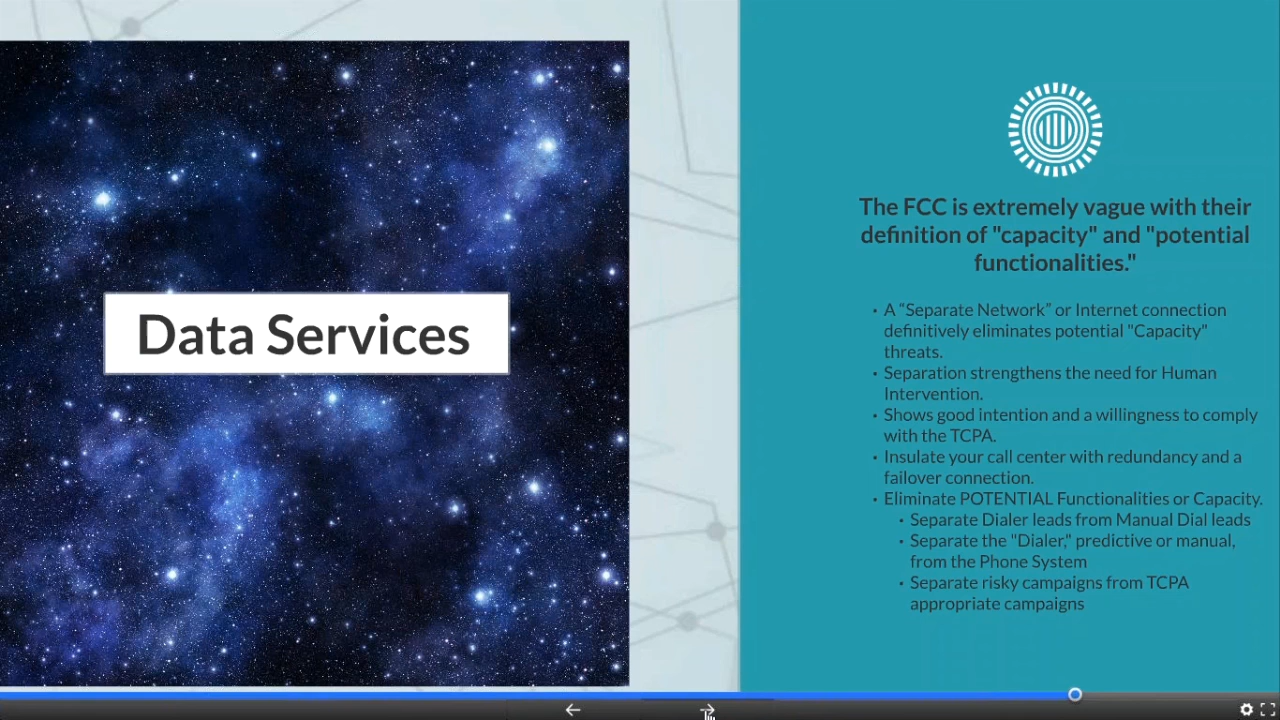 Data Services
The FCC is extremely vague with their
definition of "capacity" and "potential
functionalities."
• A “Separate Network” or Internet connection
definitively eliminates potential "Capacity"
threats.
• Separation strengthens the need for Human
Intervention.
• Shows good intention and a willingness to comply
with the TCPA.
• Insulate your call center with redundancy and a
failover connection.
• Eliminate POTENTIAL Functionalities or Capacity.
• Separate Dialer leads from Manual Dial leads
• Separate the "Dialer," predictive or manual,
from the Phone System
• Separate risky campaigns from TCPA
appropriate campaigns